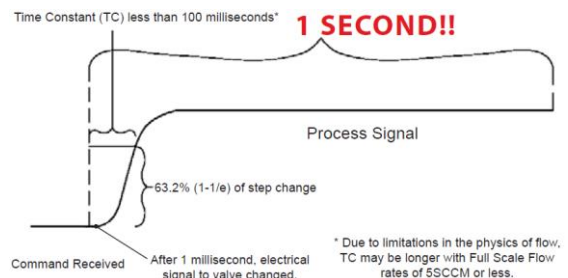 Time Constant (TC) less than 100 milliseconds*
1 SECOND!!
Process Signal
63.2% (1-1/e) of step change
Command Received
After 1 millisecond, electrical
signal to valve changed.
* Due to limitations in the physics of flow,
TC may be longer with Full Scale Flow
rates of 5SCCM or less.